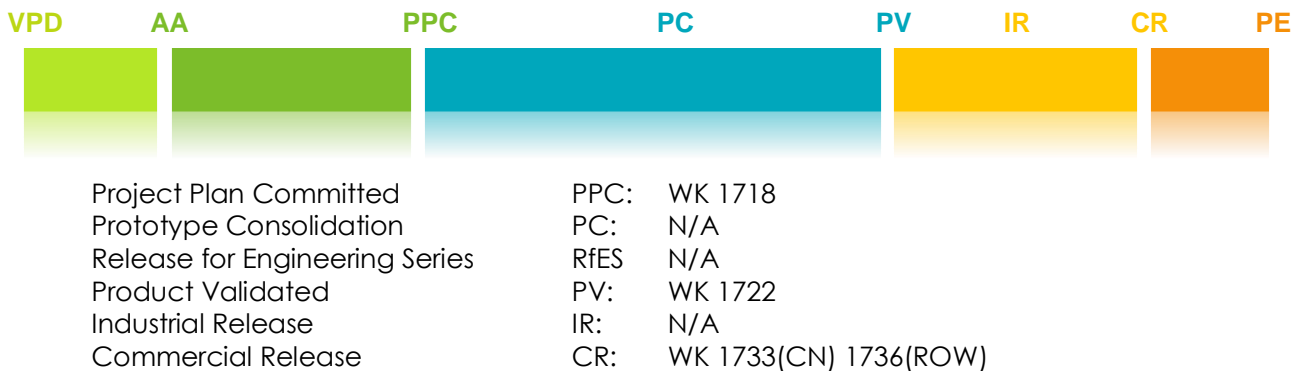 VPD AA PPC PC PV IR CR PE
Project Plan Committed PPC: WK 1718
Prototype Consolidation PC: N/A
Release for Engineering Series RfES N/A
Product Validated PV: WK 1722
Industrial Release IR: N/A
Commercial Release CR: WK 1733(CN) 1736(ROW)